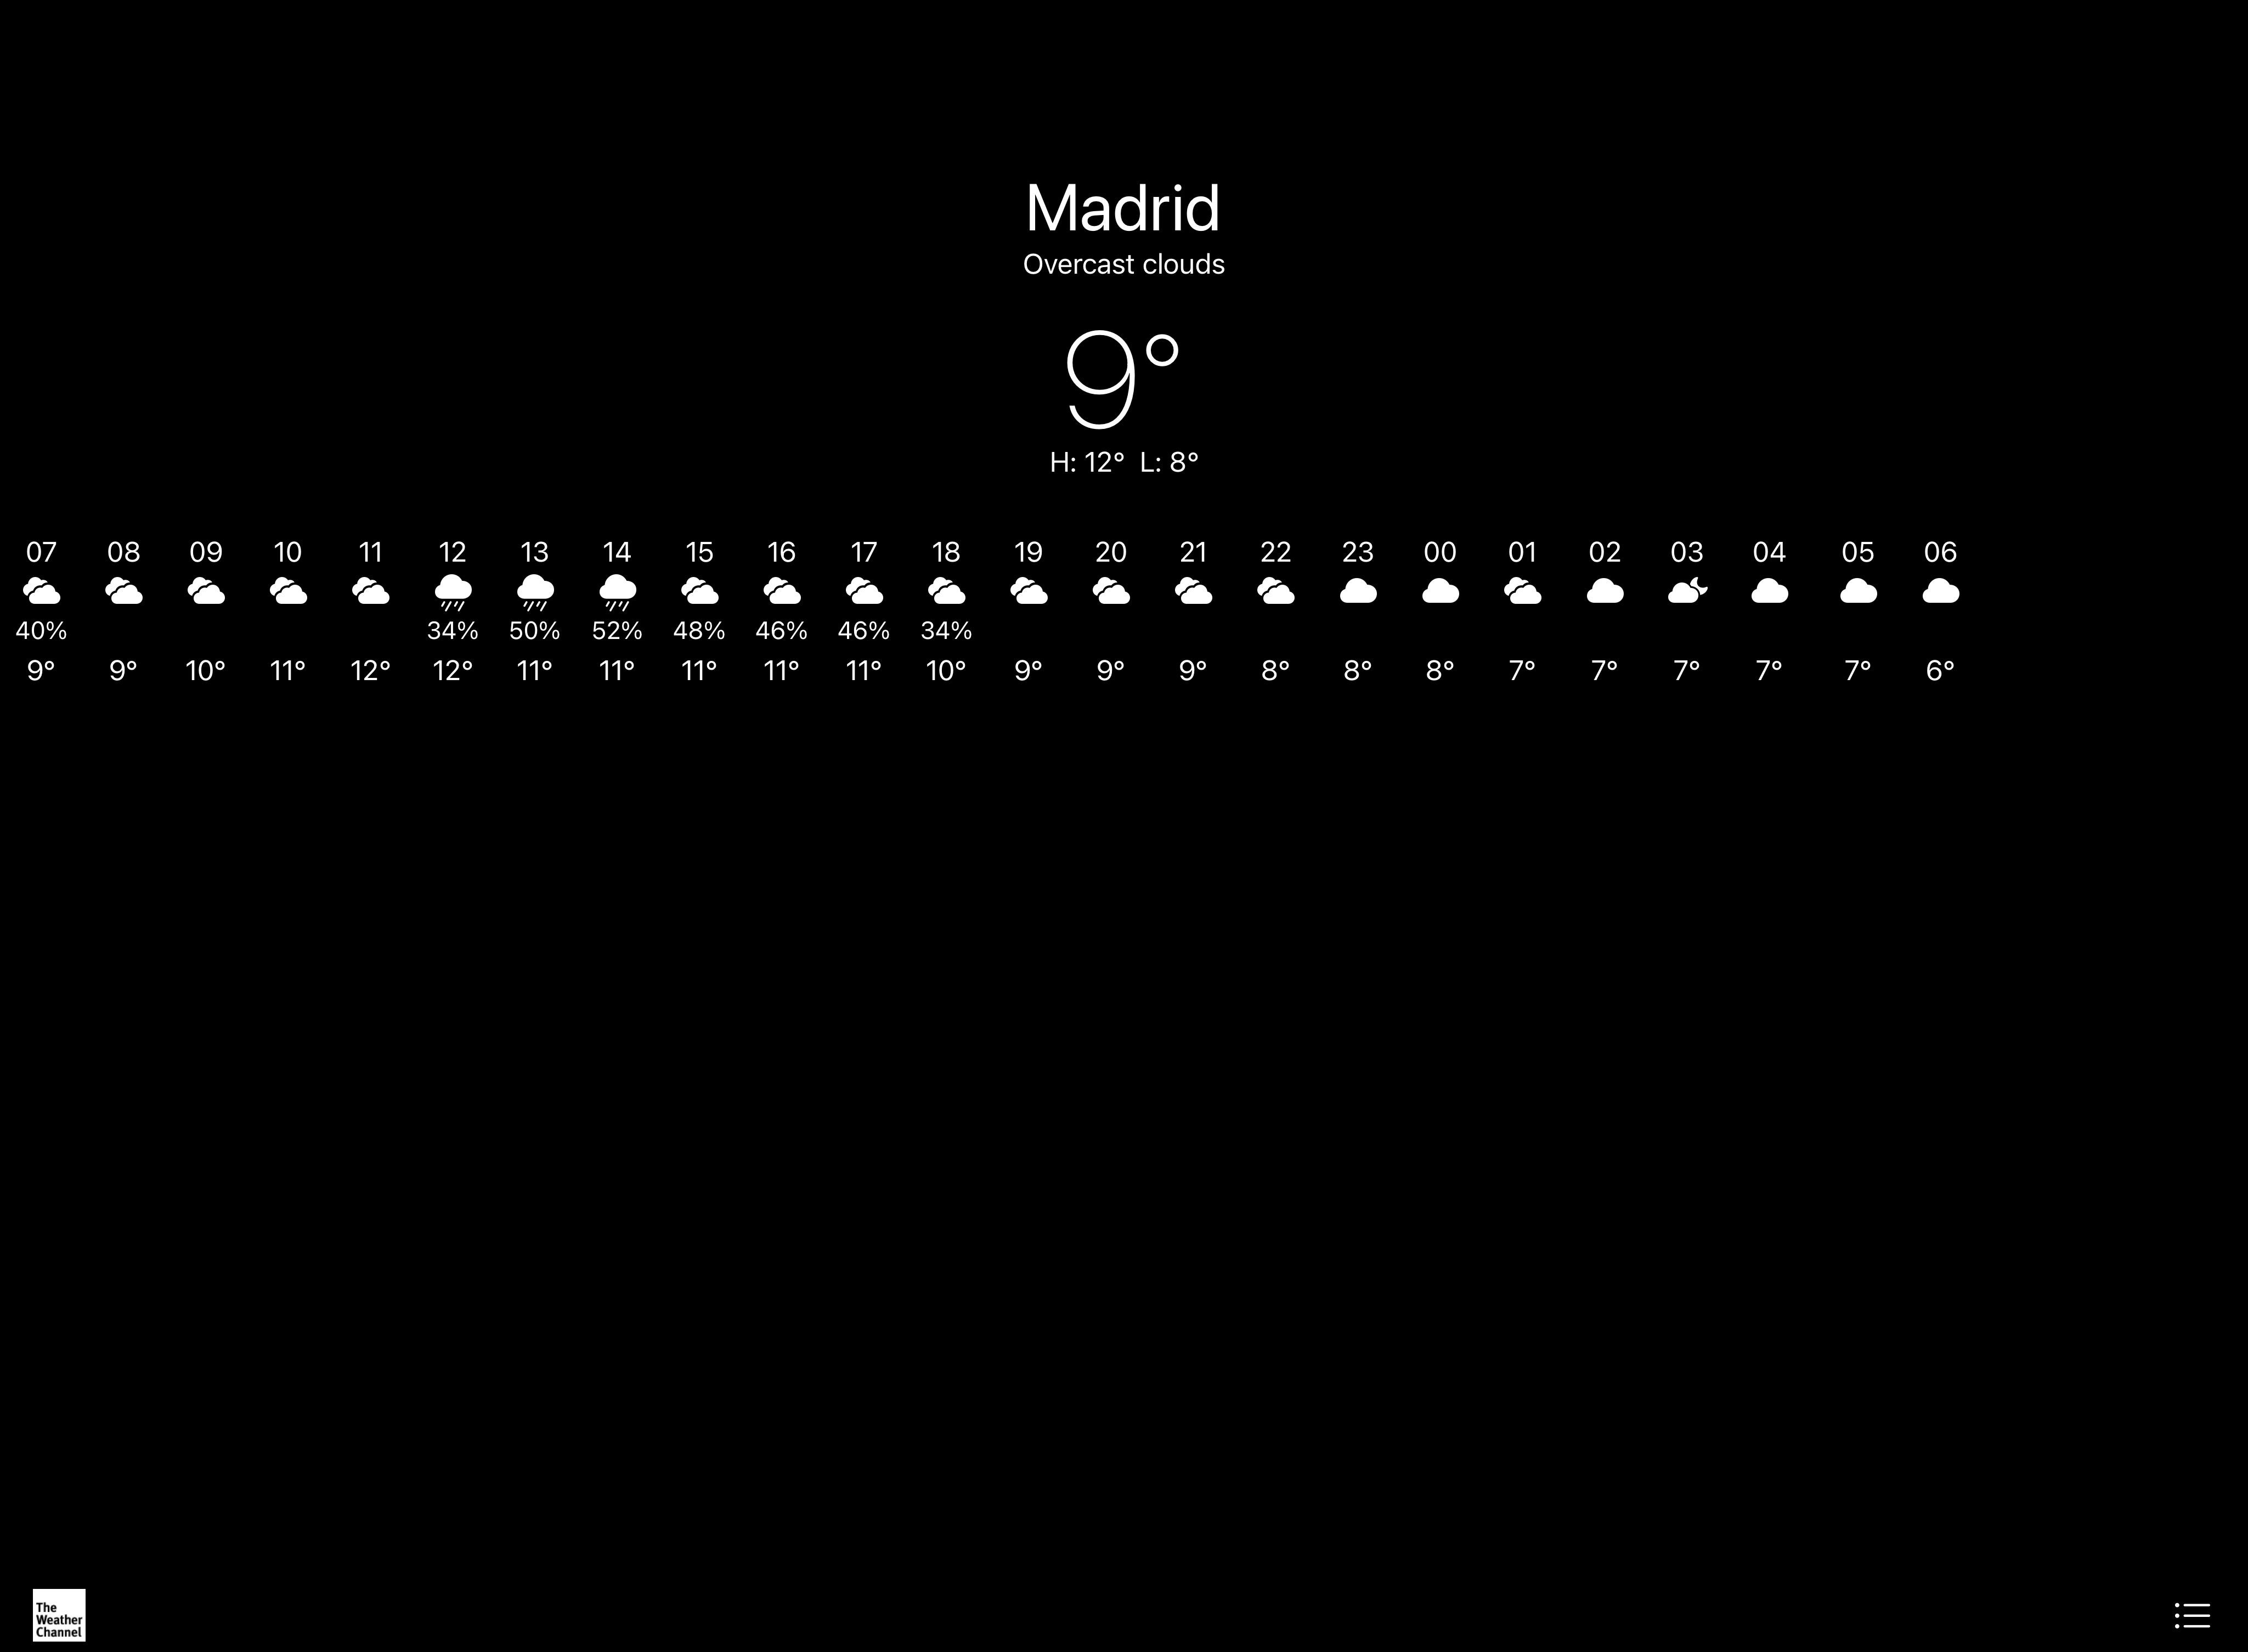 Madrid
Overcast clouds
9°
H: 12° L: 8°
07 08 09 10 11 12 13 14 15 16 17 18 19 20 21 22 23 00 01 02 03 04 05 06
40% 34% 50% 52% 48% 46% 46% 34%
9° 9° 10° 11° 12° 12° 11° 11° 11° 11° 11° 10° 9° 9° 9° 8° 8° 8° 7° 7° 7° 7° 7° 6°
The
Weather
Channel